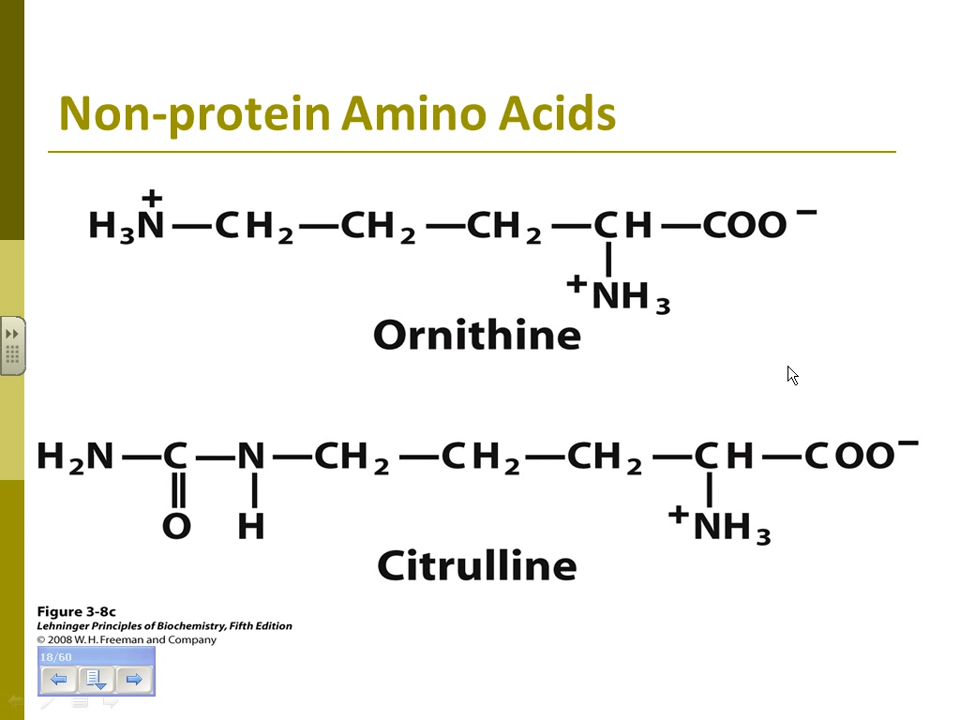 Non-protein Amino Acids
+
H₃N—CH₂—CH₂—CH₂—CH—COO⁻
⁺NH₃
Ornithine
H₂N—C—N—CH₂—CH₂—CH₂—CH—COO⁻
O H ⁺NH₃
Citrulline
Figure 3-8c
Lehninger Principles of Biochemistry, Fifth Edition
© 2008 W. H. Freeman and Company
18/60